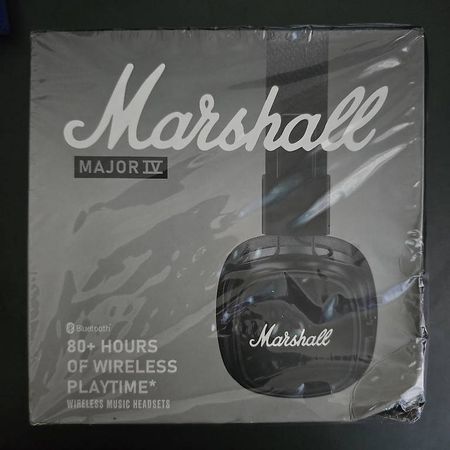 Marshall
MAJOR IV
Bluetooth
80+ HOURS
OF WIRELESS
PLAYTIME*
WIRELESS MUSIC HEADSETS
Marshall